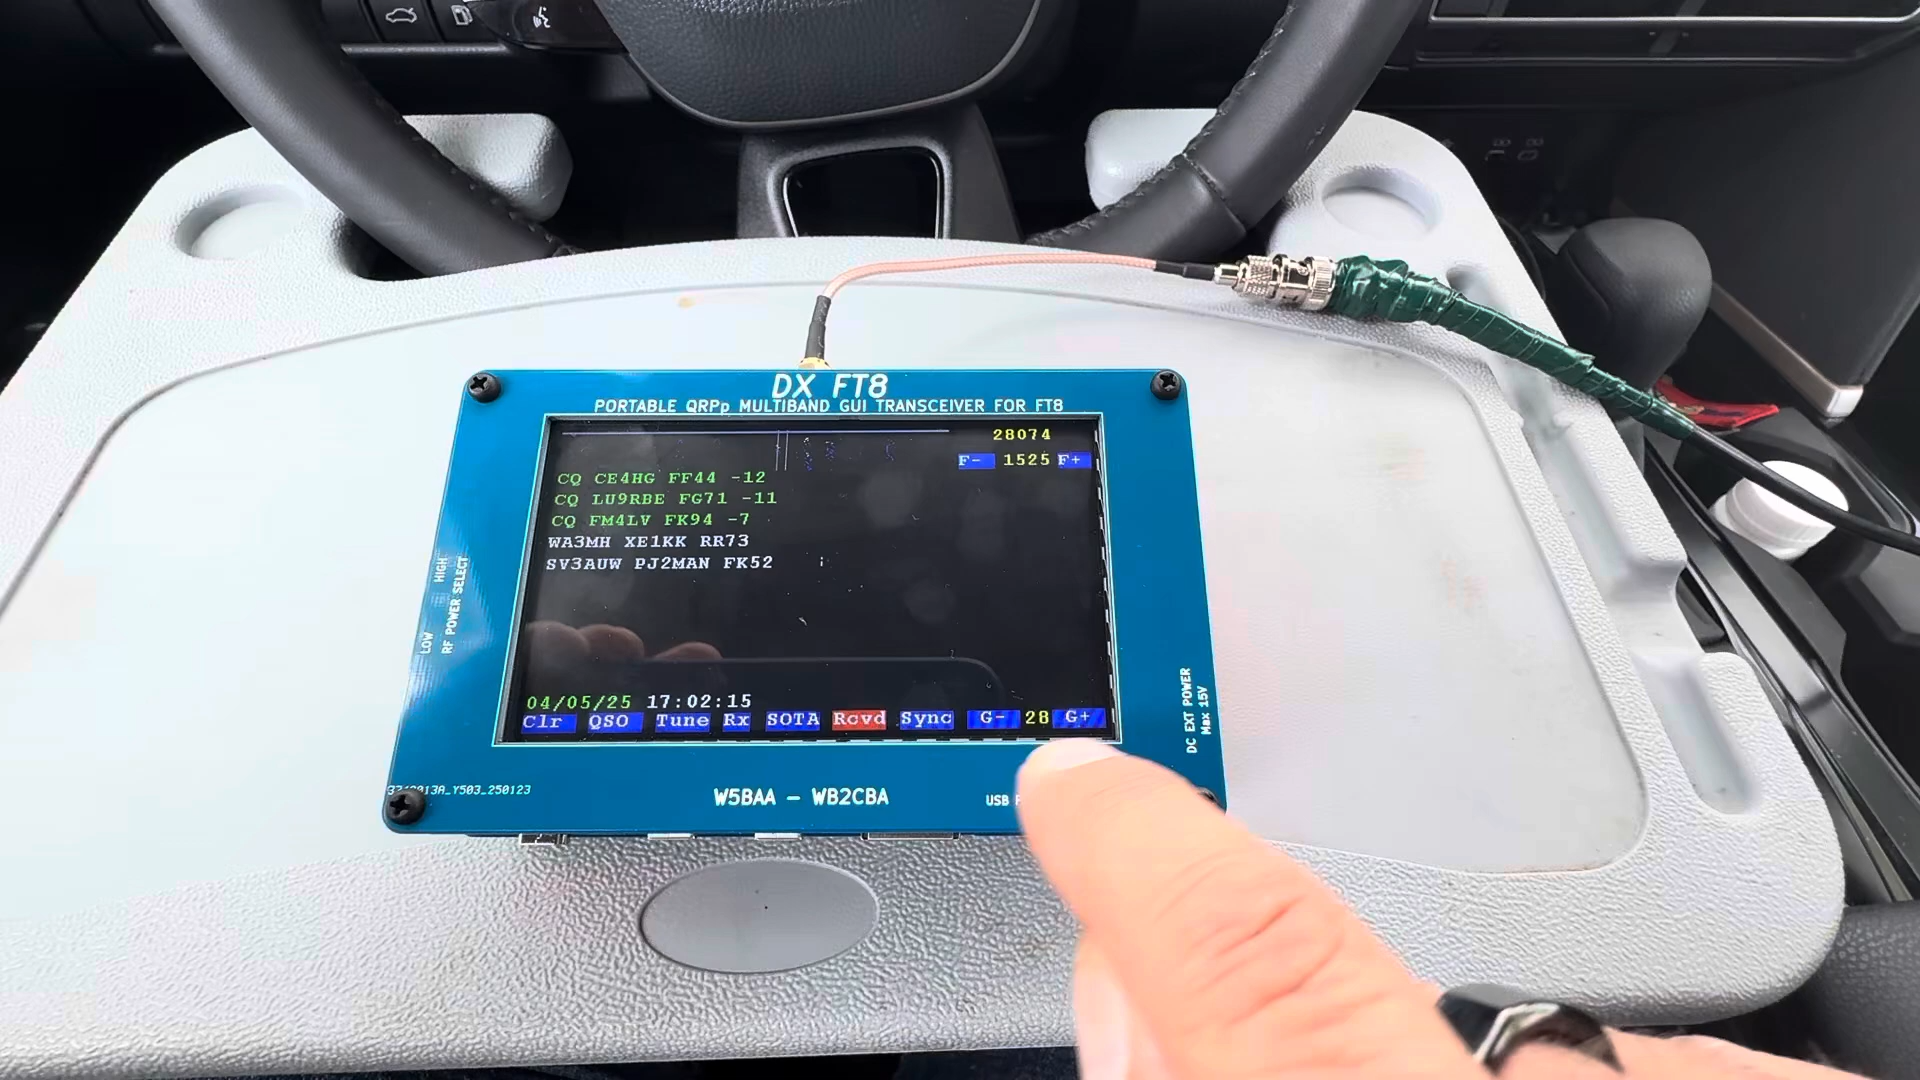 DX FT8
PORTABLE QRPp MULTIBAND GUI TRANSCEIVER FOR FT8
28074
F- 1525 F+
CQ CE4HG FF44 -12
CQ LU9RBE FG71 -11
CQ FM4LV FK94 -7
WA3MH XE1KK RR73
SV3AUW PJ2MAN FK52
04/05/25 17:02:15
Clr QSO Tune Rx SOTA Rcvd Sync G- 28 G+
LOW HIGH
RF POWER SELECT
DC EXT POWER
Max 15V
_Y503_250123
W5BAA - WB2CBA
USB